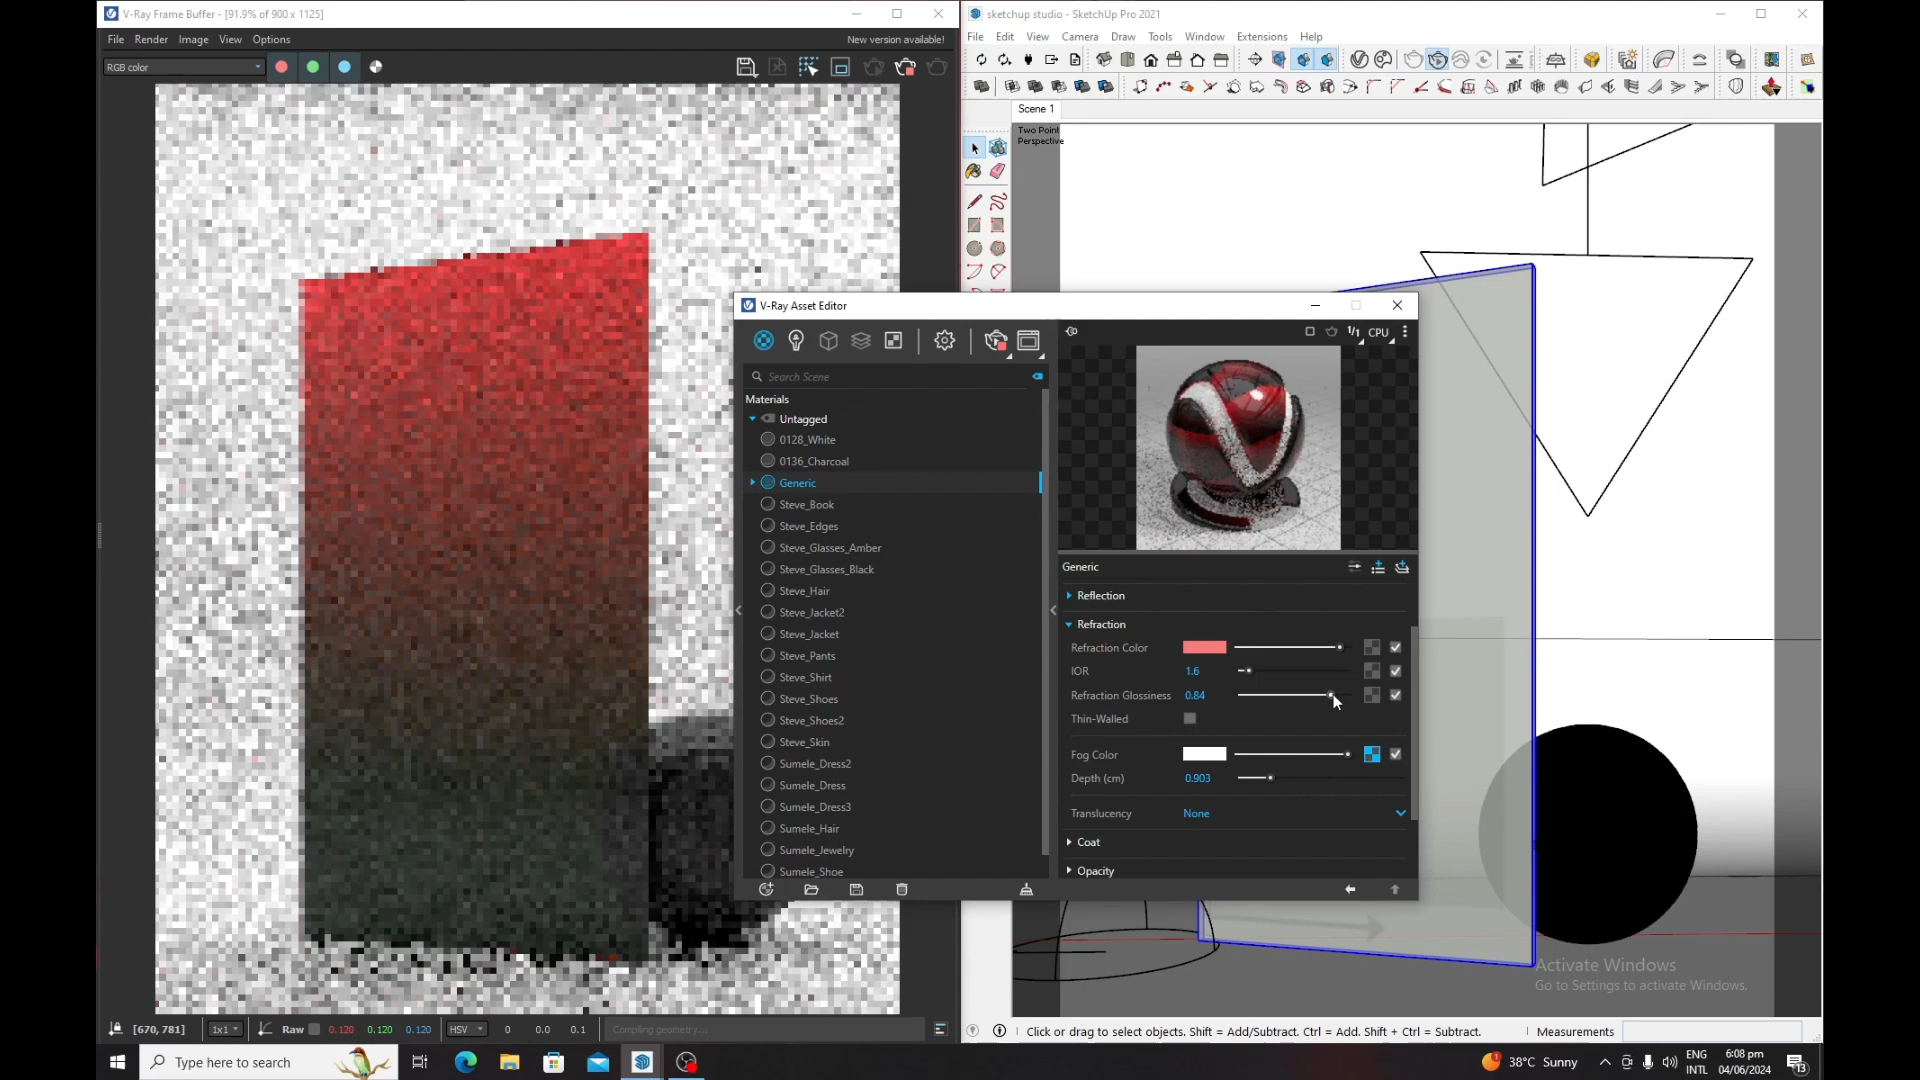 V-Ray Frame Buffer - [91.9% of 900 x 1125]
File Render Image View Options New version available!
RGB color
sketchup studio - SketchUp Pro 2021
File Edit View Camera Draw Tools Window Extensions Help
Scene 1
Two Point
Perspective
V-Ray Asset Editor
1/1 CPU
Search Scene
Materials
Untagged
0128_White
0136_Charcoal
Generic
Steve_Book
Steve_Edges
Steve_Glasses_Amber
Steve_Glasses_Black
Steve_Hair
Steve_Jacket2
Steve_Jacket
Steve_Pants
Steve_Shirt
Steve_Shoes
Steve_Shoes2
Steve_Skin
Sumele_Dress2
Sumele_Dress
Sumele_Dress3
Sumele_Hair
Sumele_Jewelry
Sumele_Shoe
Generic
Reflection
Refraction
Refraction Color
IOR 1.6
Refraction Glossiness 0.84
Thin-Walled
Fog Color
Depth (cm) 0.903
Translucency None
Coat
Opacity
Activate Windows
Go to Settings to activate Windows.
[670, 781] 1x1 Raw 0.120 0.120 0.120 HSV 0 0.0 0.1 Compiling geometry...
Click or drag to select objects. Shift = Add/Subtract. Ctrl = Add. Shift + Ctrl = Subtract. Measurements
Type here to search
1 38°C Sunny
ENG
INTL
6:08 pm
04/06/2024
13